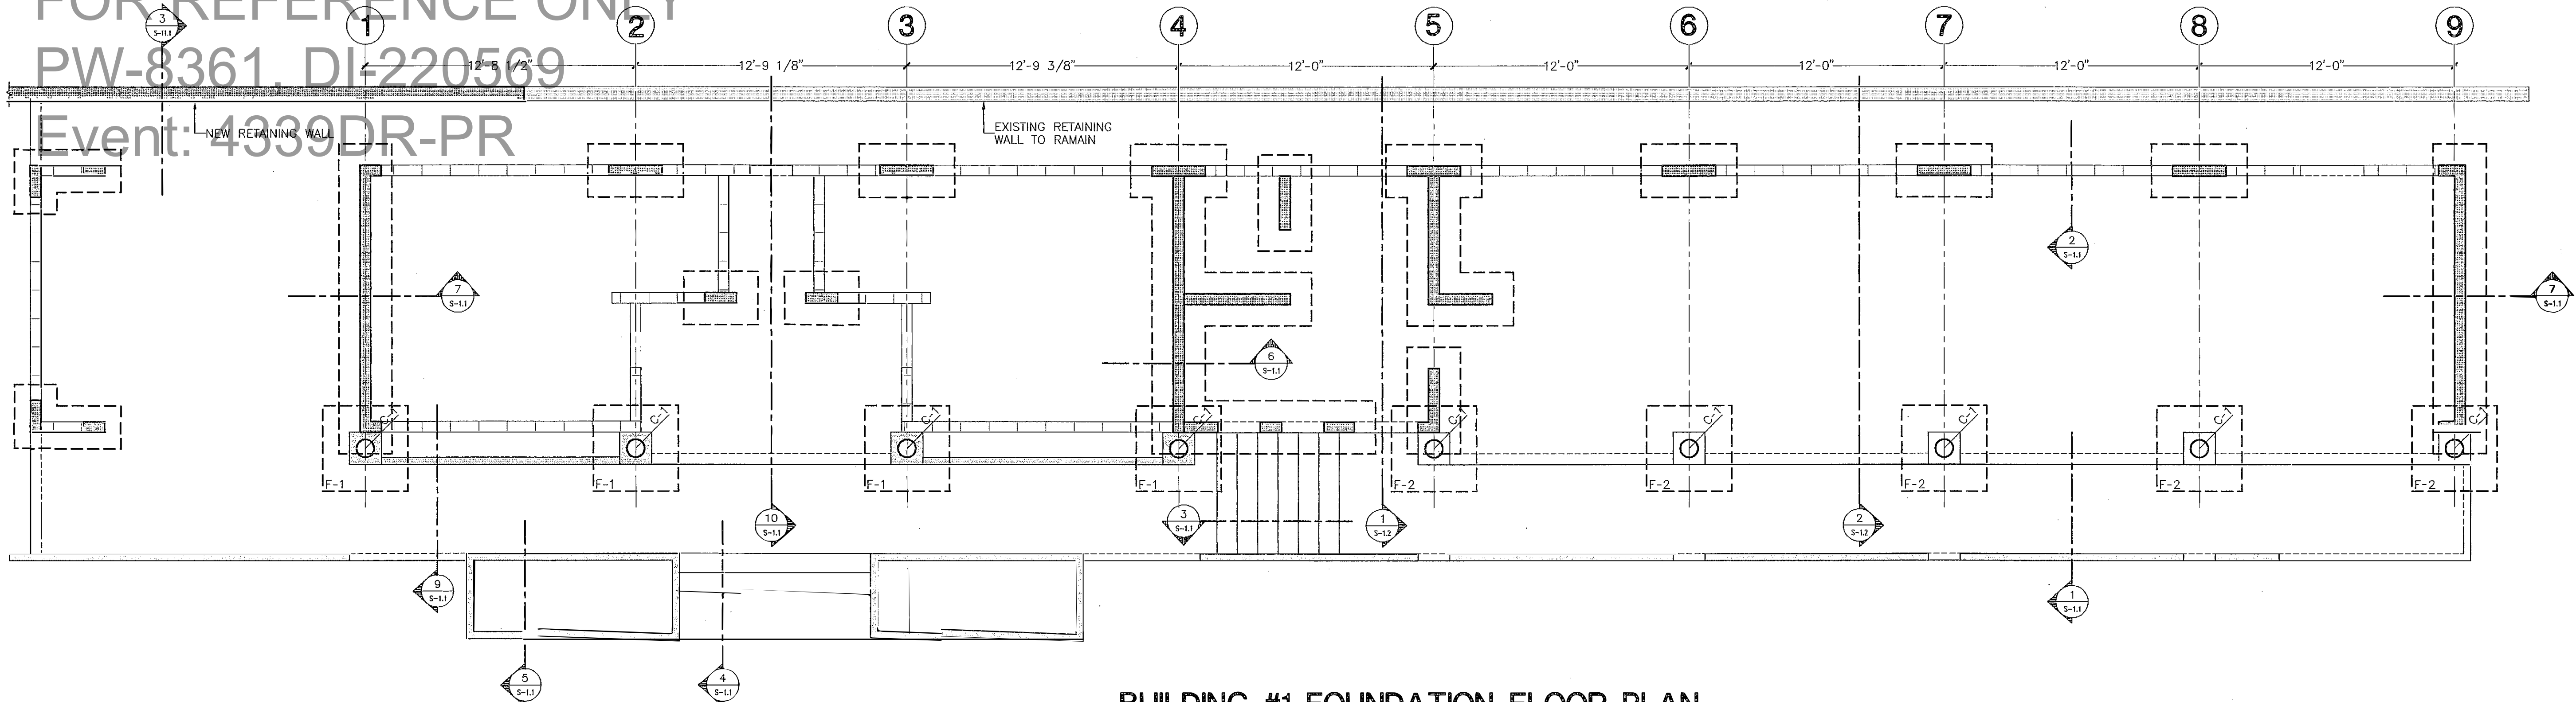 FOR REFERENCE ONLY
PW-8361, DI-220569
Event: 4339DR-PR
3
S-11.1
1
2
3
4
5
6
7
8
9
12'-8 1/2"
12'-9 1/8"
12'-9 3/8"
12'-0"
12'-0"
12'-0"
12'-0"
12'-0"
NEW RETAINING WALL
EXISTING RETAINING
WALL TO RAMAIN
2
S-1.1
7
S-1.1
7
S-1.1
6
S-1.1
C-1
C-1
C-1
C-1
C-1
C-1
C-1
C-1
C-1
F-1
F-1
F-1
F-1
F-2
F-2
F-2
F-2
F-2
10
S-1.1
3
S-1.1
1
S-1.2
2
S-1.2
9
S-1.1
1
S-1.1
5
S-1.1
4
S-1.1
BUILDING #1 FOUNDATION FLOOR PLAN